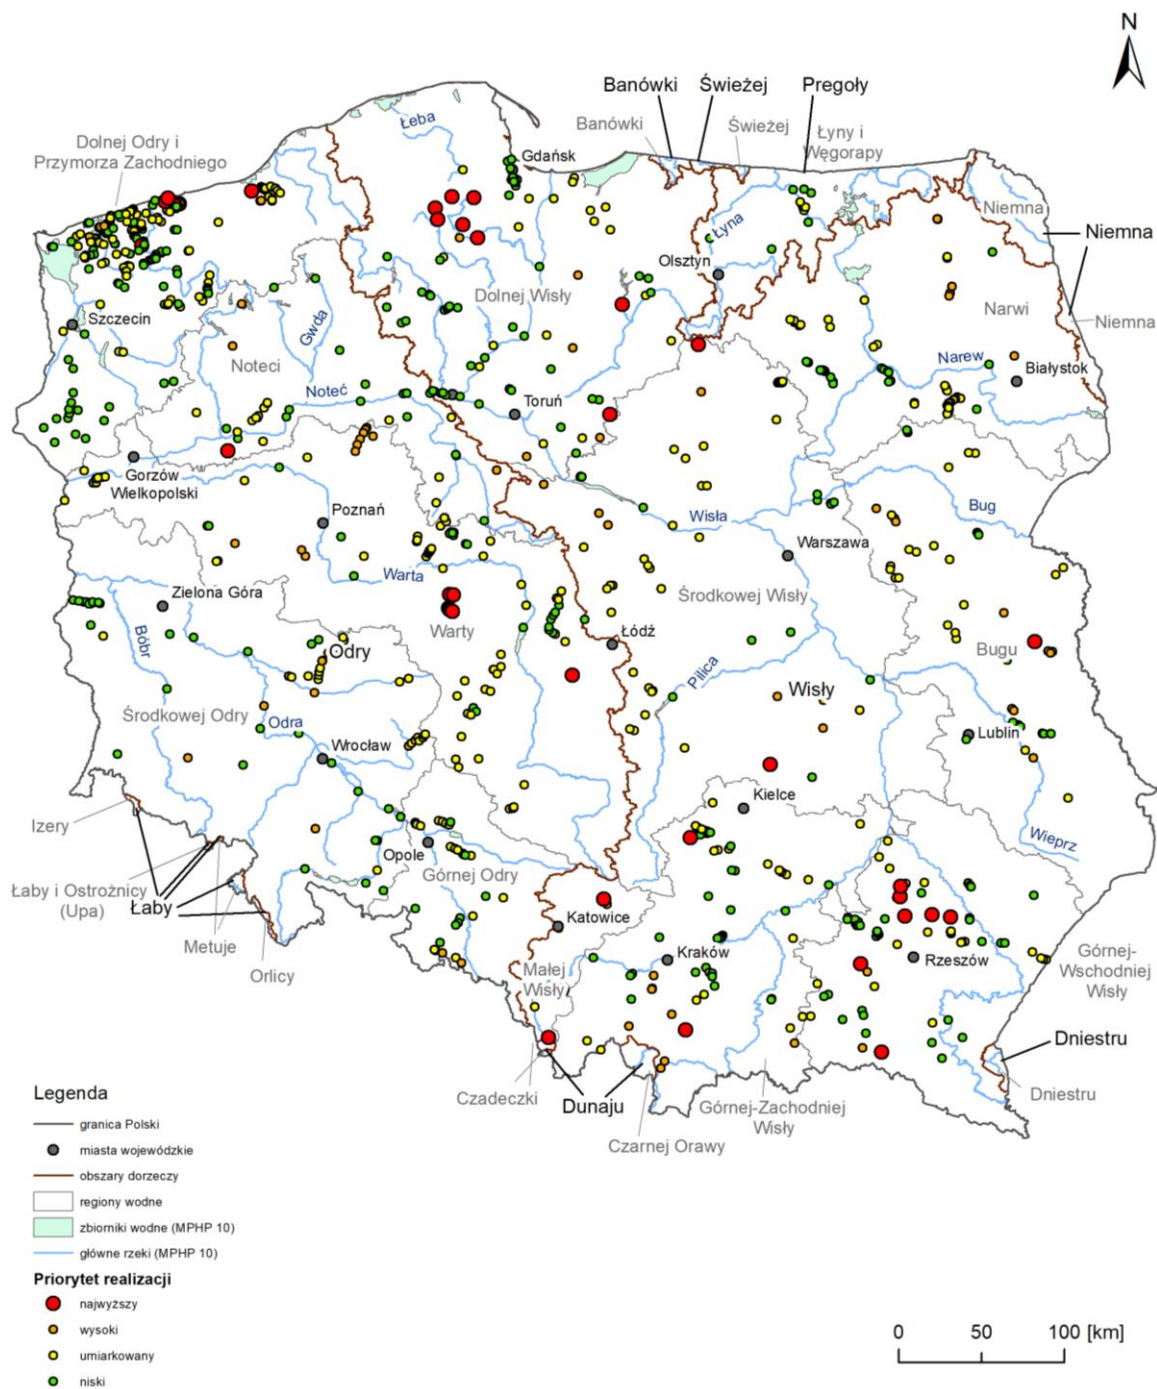 N
Banówki
Świeżej
Pregoły
Banówki
Świeżej
Łyny i
Węgorapy
Łeba
Dolnej Odry i
Przymorza Zachodniego
Gdańsk
Niemna
Niemna
Łyna
Olsztyn
Dolnej Wisły
Narwi
Niemna
Szczecin
Gwda
Noteci
Narew
Białystok
Noteć
Toruń
Gorzów
Wielkopolski
Poznań
Wisła
Bug
Warszawa
Warta
Zielona Góra
Środkowej Wisły
Bóbr
Warty
Łódź
Odry
Bugu
Pilica
Wisły
Środkowej Odry
Odra
Wrocław
Lublin
Kielce
Izery
Wieprz
Opole
Górnej Odry
Łaby i Ostrożnicy
(Upa)
Łaby
Katowice
Metuje
Orlicy
Kraków
Rzeszów
Górnej-
Wschodniej
Wisły
Małej
Wisły
Dniestru
Czadeczki
Dunaju
Górnej-Zachodniej
Wisły
Dniestru
Czarnej Orawy
Legenda
granica Polski
miasta wojewódzkie
obszary dorzeczy
regiony wodne
zbiorniki wodne (MPHP 10)
główne rzeki (MPHP 10)
Priorytet realizacji
najwyższy
wysoki
umiarkowany
niski
0 50 100 [km]